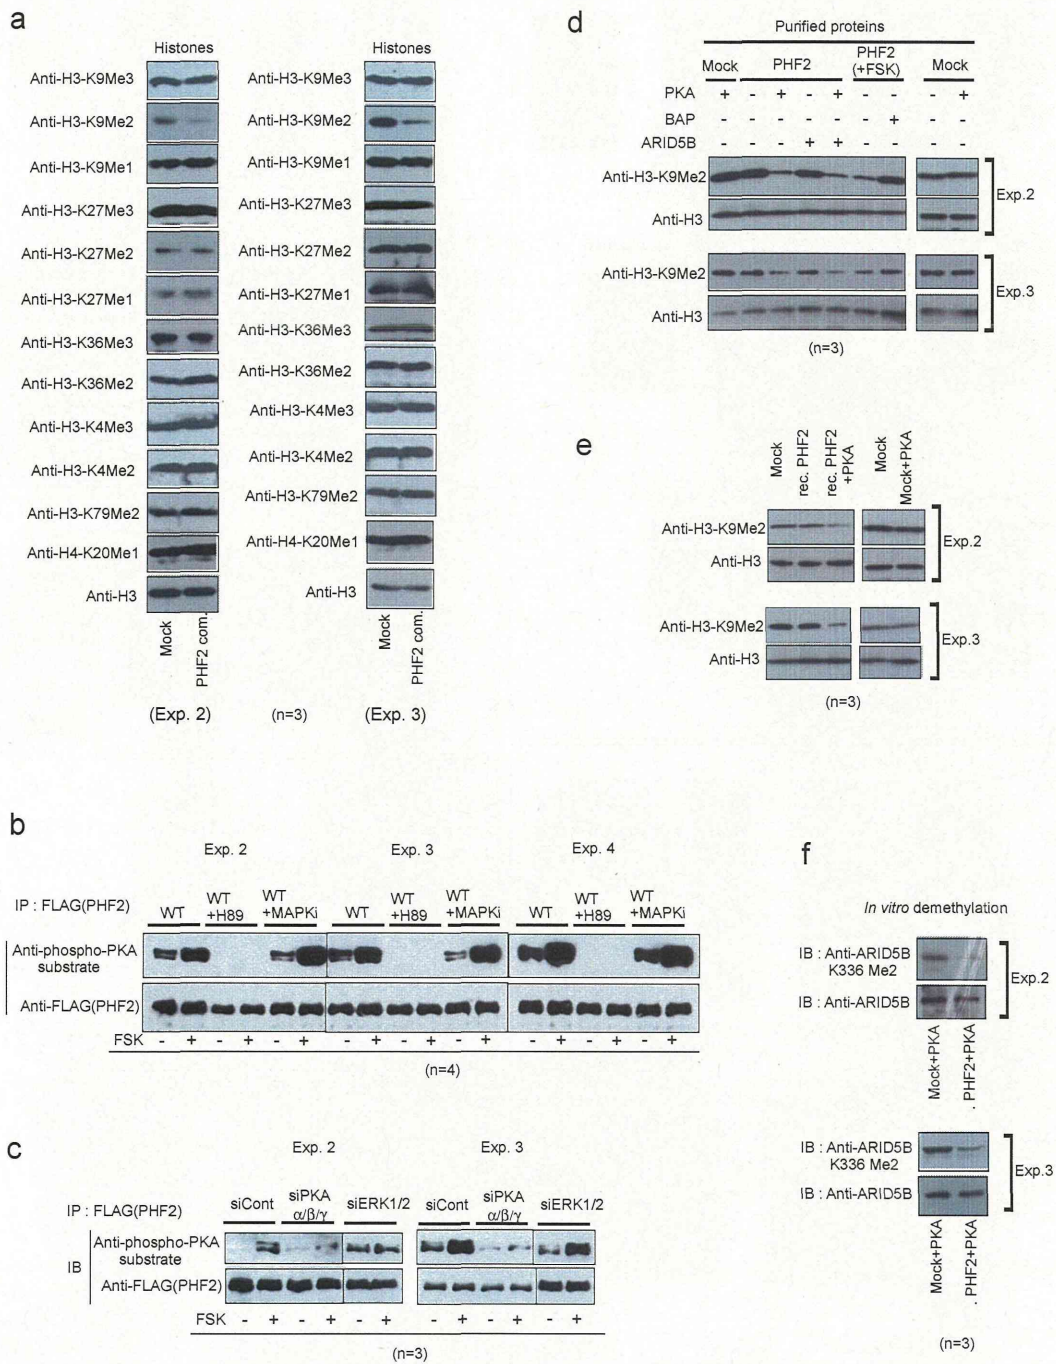 a
Histones
Anti-H3-K9Me3
Anti-H3-K9Me2
Anti-H3-K9Me1
Anti-H3-K27Me3
Anti-H3-K27Me2
Anti-H3-K27Me1
Anti-H3-K36Me3
Anti-H3-K36Me2
Anti-H3-K4Me3
Anti-H3-K4Me2
Anti-H3-K79Me2
Anti-H4-K20Me1
Anti-H3
Mock
PHF2 com.
(Exp. 2)
(n=3)
Histones
Anti-H3-K9Me3
Anti-H3-K9Me2
Anti-H3-K9Me1
Anti-H3-K27Me3
Anti-H3-K27Me2
Anti-H3-K27Me1
Anti-H3-K36Me3
Anti-H3-K36Me2
Anti-H3-K4Me3
Anti-H3-K4Me2
Anti-H3-K79Me2
Anti-H4-K20Me1
Anti-H3
Mock
PHF2 com.
(Exp. 3)
d
Purified proteins
Mock PHF2 PHF2 (+FSK) Mock
PKA + - + - + - - - +
BAP - - - - - - + - -
ARID5B - - - + + - - - -
Anti-H3-K9Me2
Anti-H3
Exp.2
Anti-H3-K9Me2
Anti-H3
Exp.3
(n=3)
e
Mock
rec. PHF2
rec. PHF2 +PKA
Mock
Mock+PKA
Anti-H3-K9Me2
Anti-H3
Exp.2
Anti-H3-K9Me2
Anti-H3
Exp.3
(n=3)
b
Exp. 2 Exp. 3 Exp. 4
IP : FLAG(PHF2)
WT WT +H89 WT +MAPKi WT WT +H89 WT +MAPKi WT WT +H89 WT +MAPKi
Anti-phospho-PKA
substrate
Anti-FLAG(PHF2)
FSK - + - + - + - + - + - + - + - + - +
(n=4)
c
Exp. 2 Exp. 3
IP : FLAG(PHF2)
siCont siPKA α/β/γ siERK1/2 siCont siPKA α/β/γ siERK1/2
IB
Anti-phospho-PKA
substrate
Anti-FLAG(PHF2)
FSK - + - + - + - + - + - +
(n=3)
f
In vitro demethylation
IB : Anti-ARID5B
K336 Me2
IB : Anti-ARID5B
Exp.2
Mock+PKA
PHF2+PKA
IB : Anti-ARID5B
K336 Me2
IB : Anti-ARID5B
Exp.3
Mock+PKA
PHF2+PKA
(n=3)